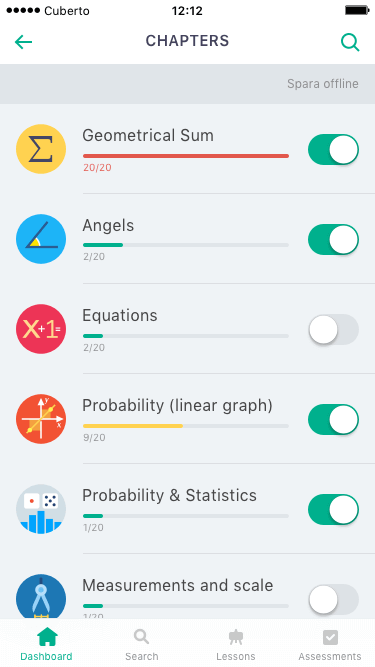 Cuberto 12:12
CHAPTERS
Spara offline
Geometrical Sum
20/20
Angels
2/20
X+1=
Equations
2/20
Probability (linear graph)
y
x
9/20
Probability & Statistics
1/20
Measurements and scale
1/20
Dashboard Search Lessons Assessments